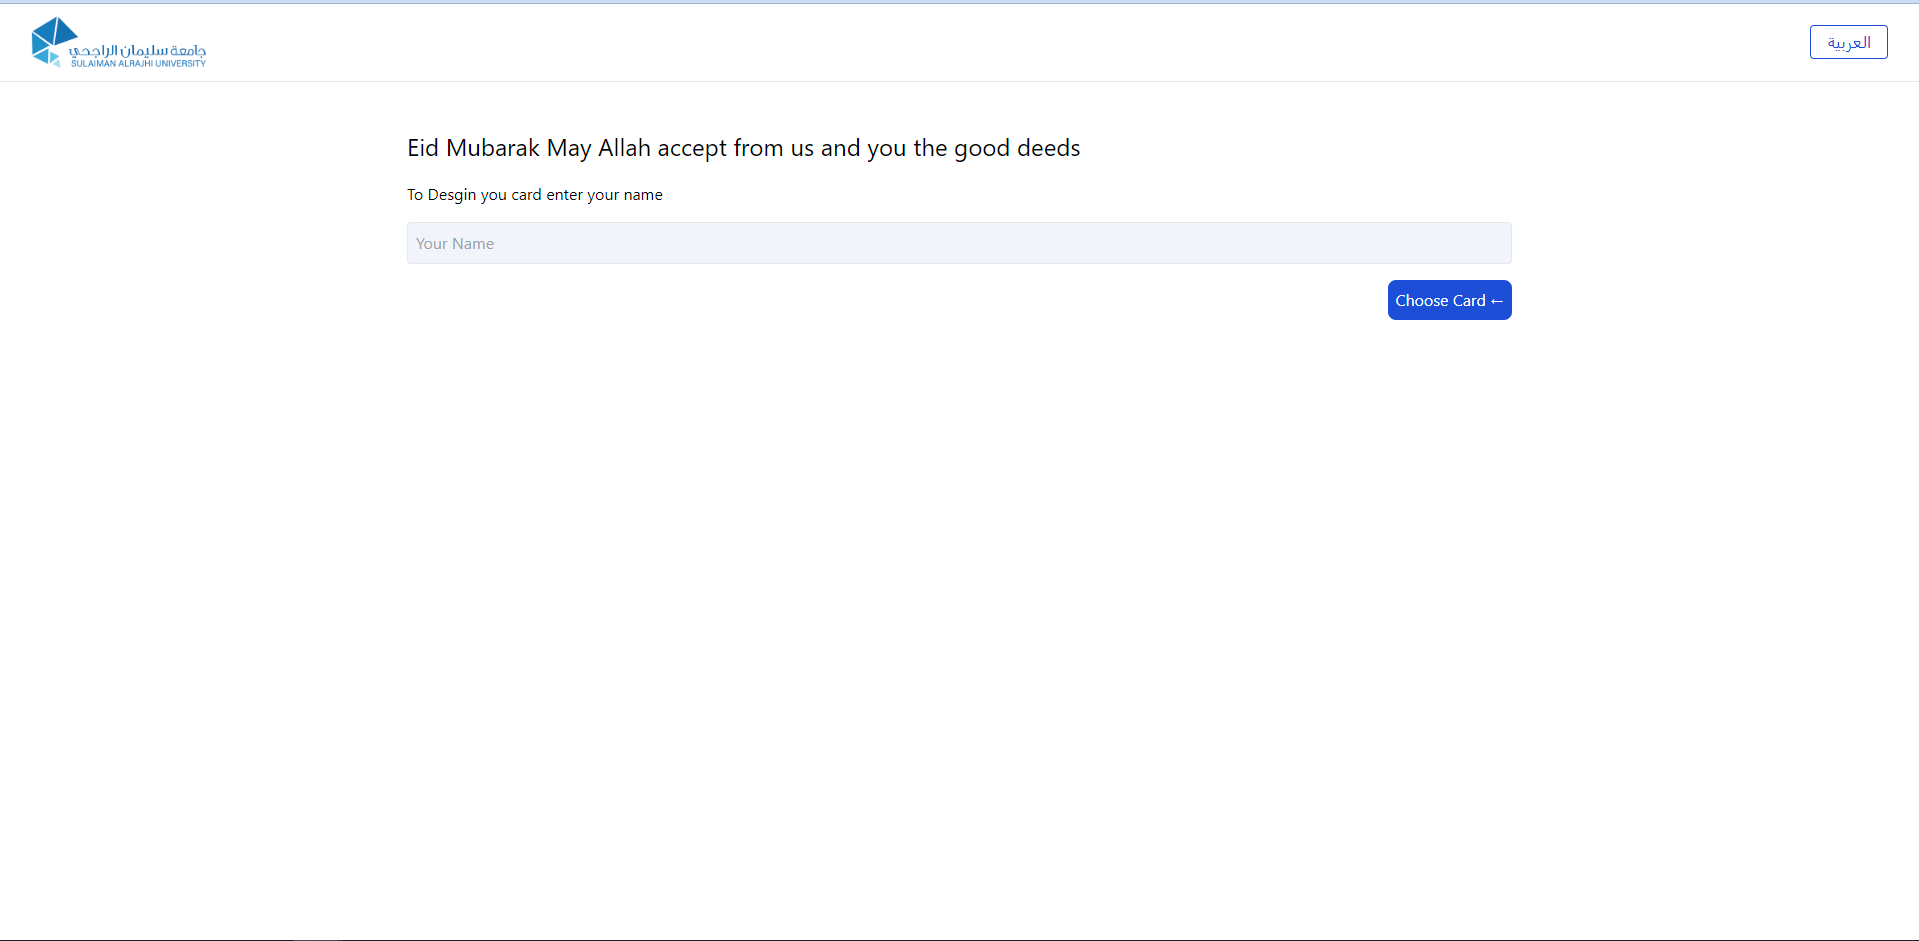 جامعة سليمان الراجحي
SULAIMAN ALRAJHI UNIVERSITY
العربية
Eid Mubarak May Allah accept from us and you the good deeds
To Desgin you card enter your name
Your Name
Choose Card ←